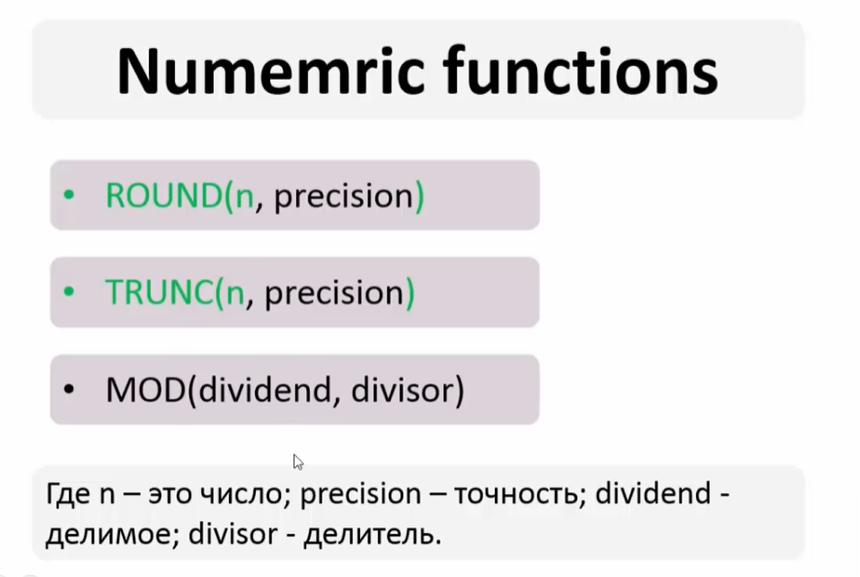 Numemric functions
• ROUND(n, precision)
• TRUNC(n, precision)
• MOD(dividend, divisor)
Где n – это число; precision – точность; dividend -
делимое; divisor - делитель.